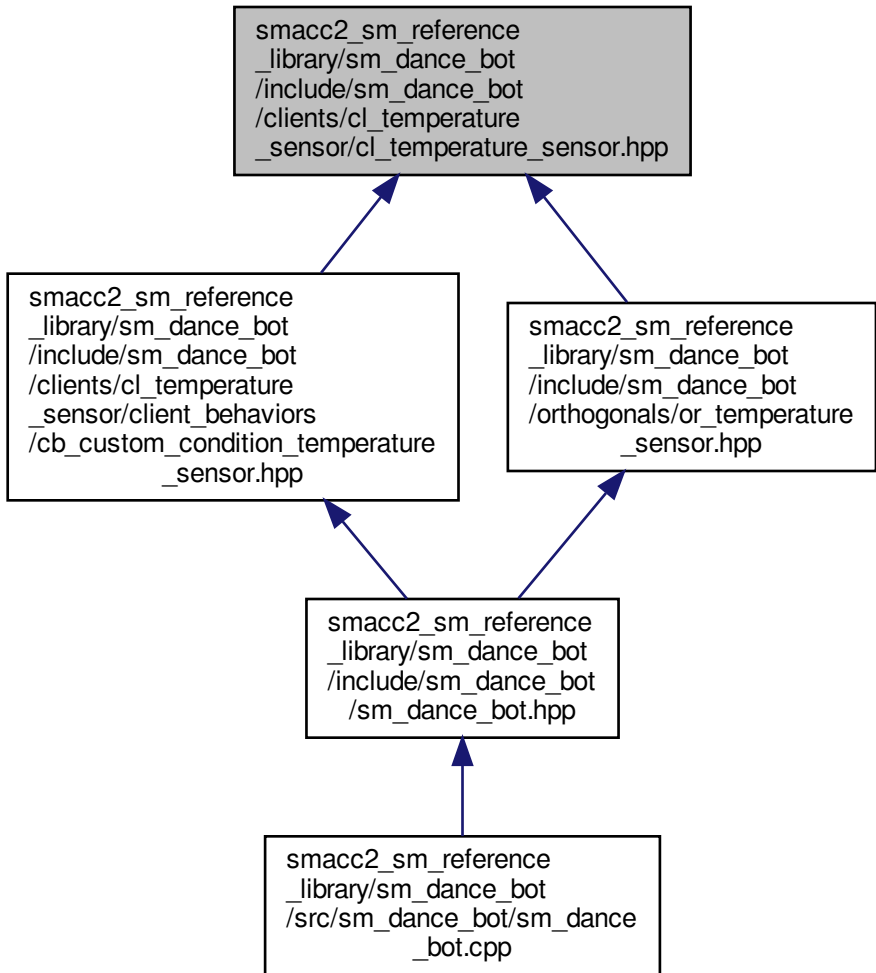 smacc2_sm_reference
_library/sm_dance_bot
/include/sm_dance_bot
/clients/cl_temperature
_sensor/cl_temperature_sensor.hpp
smacc2_sm_reference
_library/sm_dance_bot
/include/sm_dance_bot
/clients/cl_temperature
_sensor/client_behaviors
/cb_custom_condition_temperature
_sensor.hpp
smacc2_sm_reference
_library/sm_dance_bot
/include/sm_dance_bot
/orthogonals/or_temperature
_sensor.hpp
smacc2_sm_reference
_library/sm_dance_bot
/include/sm_dance_bot
/sm_dance_bot.hpp
smacc2_sm_reference
_library/sm_dance_bot
/src/sm_dance_bot/sm_dance
_bot.cpp